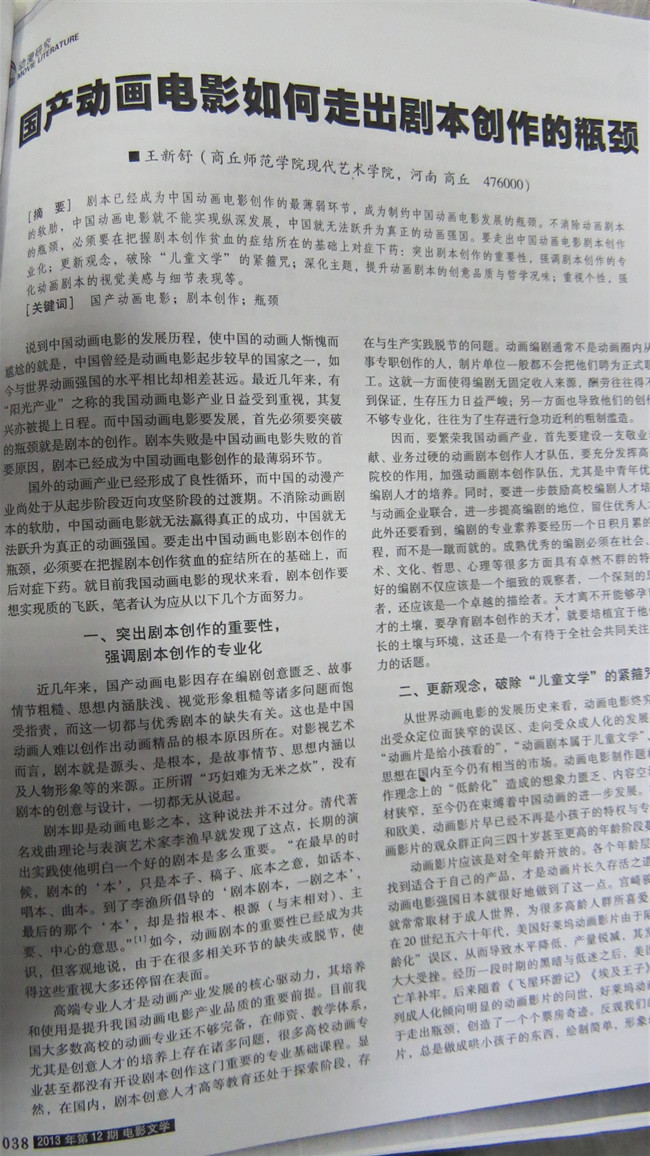 动漫研究
MOVIE LITERATURE
国产动画电影如何走出剧本创作的瓶颈
■ 王新舒（商丘师范学院现代艺术学院，河南 商丘 476000）
[摘 要] 剧本已经成为中国动画电影创作的最薄弱环节，成为制约中国动画电影发展的瓶颈。不消除动画剧本
的软肋，中国动画电影就不能实现纵深发展，中国就无法跃升为真正的动画强国。要走出中国动画电影剧本创作
的瓶颈，必须要在把握剧本创作贫血的症结所在的基础上对症下药：突出剧本创作的重要性，强调剧本创作的专
业化；更新观念，破除“儿童文学”的紧箍咒；深化主题，提升动画剧本的创意品质与哲学况味；重视个性，强
化动画剧本的视觉美感与细节表现等。
[关键词] 国产动画电影；剧本创作；瓶颈
说到中国动画电影的发展历程，使中国的动画人惭愧而
尴尬的就是，中国曾经是动画电影起步较早的国家之一，如
今与世界动画强国的水平相比却相差甚远。最近几年来，有
“阳光产业”之称的我国动画电影产业日益受到重视，其复
兴亦被提上日程。而中国动画电影要发展，首先必须要突破
的瓶颈就是剧本的创作。剧本失败是中国动画电影失败的首
要原因，剧本已经成为中国动画电影创作的最薄弱环节。
国外的动画产业已经形成了良性循环，而中国的动漫产
业尚处于从起步阶段迈向攻坚阶段的过渡期。不消除动画剧
本的软肋，中国动画电影就无法赢得真正的成功，中国就无
法跃升为真正的动画强国。要走出中国动画电影剧本创作的
瓶颈，必须要在把握剧本创作贫血的症结所在的基础上，而
后对症下药。就目前我国动画电影的现状来看，剧本创作要
想实现质的飞跃，笔者认为应从以下几个方面努力。
一、突出剧本创作的重要性，
强调剧本创作的专业化
近几年来，国产动画电影因存在编剧创意匮乏、故事
情节粗糙、思想内涵肤浅、视觉形象粗糙等诸多问题而饱
受指责，而这一切都与优秀剧本的缺失有关。这也是中国
动画人难以创作出动画精品的根本原因所在。对影视艺术
而言，剧本就是源头、是根本，是故事情节、思想内涵以
及人物形象等的来源。正所谓“巧妇难为无米之炊”，没有
剧本的创意与设计，一切都无从说起。
剧本即是动画电影之本，这种说法并不过分。清代著
名戏曲理论与表演艺术家李渔早就发现了这点，长期的演
出实践使他明白一个好的剧本是多么重要。“在最早的时
候，剧本的‘本’，只是本子、稿子、底本之意，如话本、
唱本、曲本。到了李渔所倡导的‘剧本剧本，一剧之本’，
最后的那个‘本’，却是指根本、根源（与末相对）、主
要、中心的意思。”[1]如今，动画剧本的重要性已经成为共
识，但客观地说，由于在很多相关环节的缺失或脱节，使
得这些重视大多还停留在表面。
高端专业人才是动画产业发展的核心驱动力，其培养
和使用是提升我国动画电影产业品质的重要前提。目前我
国大多数高校的动画专业还不够完备，在师资、教学体系，
尤其是创意人才的培养上存在诸多问题，很多高校动画专
业甚至都没有开设剧本创作这门重要的专业基础课程。显
然，在国内，剧本创意人才高等教育还处于探索阶段，存
在与生产实践脱节的问题。动画编剧通常不是动画圈内从
事专职创作的人，制片单位一般都不会把他们聘为正式职
工。这就一方面使得编剧无固定收入来源，酬劳往往得不
到保证，生存压力日益严峻；另一方面也导致他们的创作
不够专业化，往往为了生存进行急功近利的粗制滥造。
因而，要繁荣我国动画产业，首先要建设一支敬业
献、业务过硬的动画剧本创作人才队伍，要充分发挥高
院校的作用，加强动画剧本创作队伍，尤其是中青年优
编剧人才的培养。同时，要进一步鼓励高校编剧人才培
与动画企业联合，进一步提高编剧的地位，留住优秀人
此外还要看到，编剧的专业素养要经历一个日积月累的
程，而不是一蹴而就的。成熟优秀的编剧必须在社会、
术、文化、哲思、心理等很多方面具有卓然不群的特
好的编剧不仅应该是一个细致的观察者，一个深刻的
者，还应该是一个卓越的描绘者。天才离不开能够孕
才的土壤，要孕育剧本创作的天才，就要培植宜于他
长的土壤与环境，这还是一个有待于全社会共同关注
力的话题。
二、更新观念，破除“儿童文学”的紧箍咒
从世界动画电影的发展历史来看，动画电影终究
出受众定位面狭窄的误区、走向受众成人化的发展
“动画片是给小孩看的”，“动画剧本属于儿童文学”，
思想在国内至今仍有相当的市场。动画电影制作题
作理念上的“低龄化”造成的想象力匮乏、内容空
材狭窄，至今仍在束缚着中国动画的进一步发展。
和欧美，动画影片早已经不再是小孩子的特权与专
画影片的观众群正向三四十岁甚至更高的年龄阶段
动画影片应该是对全年龄开放的。各个年龄层
找到适合于自己的产品，才是动画片长久存活之道
动画电影强国日本就很好地做到了这一点。宫崎骏
就常常取材于成人世界，为很多高龄人群所喜爱
在20世纪五六十年代，美国好莱坞动画影片由于
龄化”误区，从而导致水平降低、产量锐减，其发
大大受挫。经历一段时期的黑暗与低迷之后，美国
亡羊补牢。后来随着《飞屋环游记》《埃及王子》
列成人化倾向明显的动画影片的问世，好莱坞动画
于走出瓶颈，创造了一个个票房奇迹。反观我们
片，总是做成哄小孩子的东西，绘制简单，形象
038 2013年第12期 电影文学